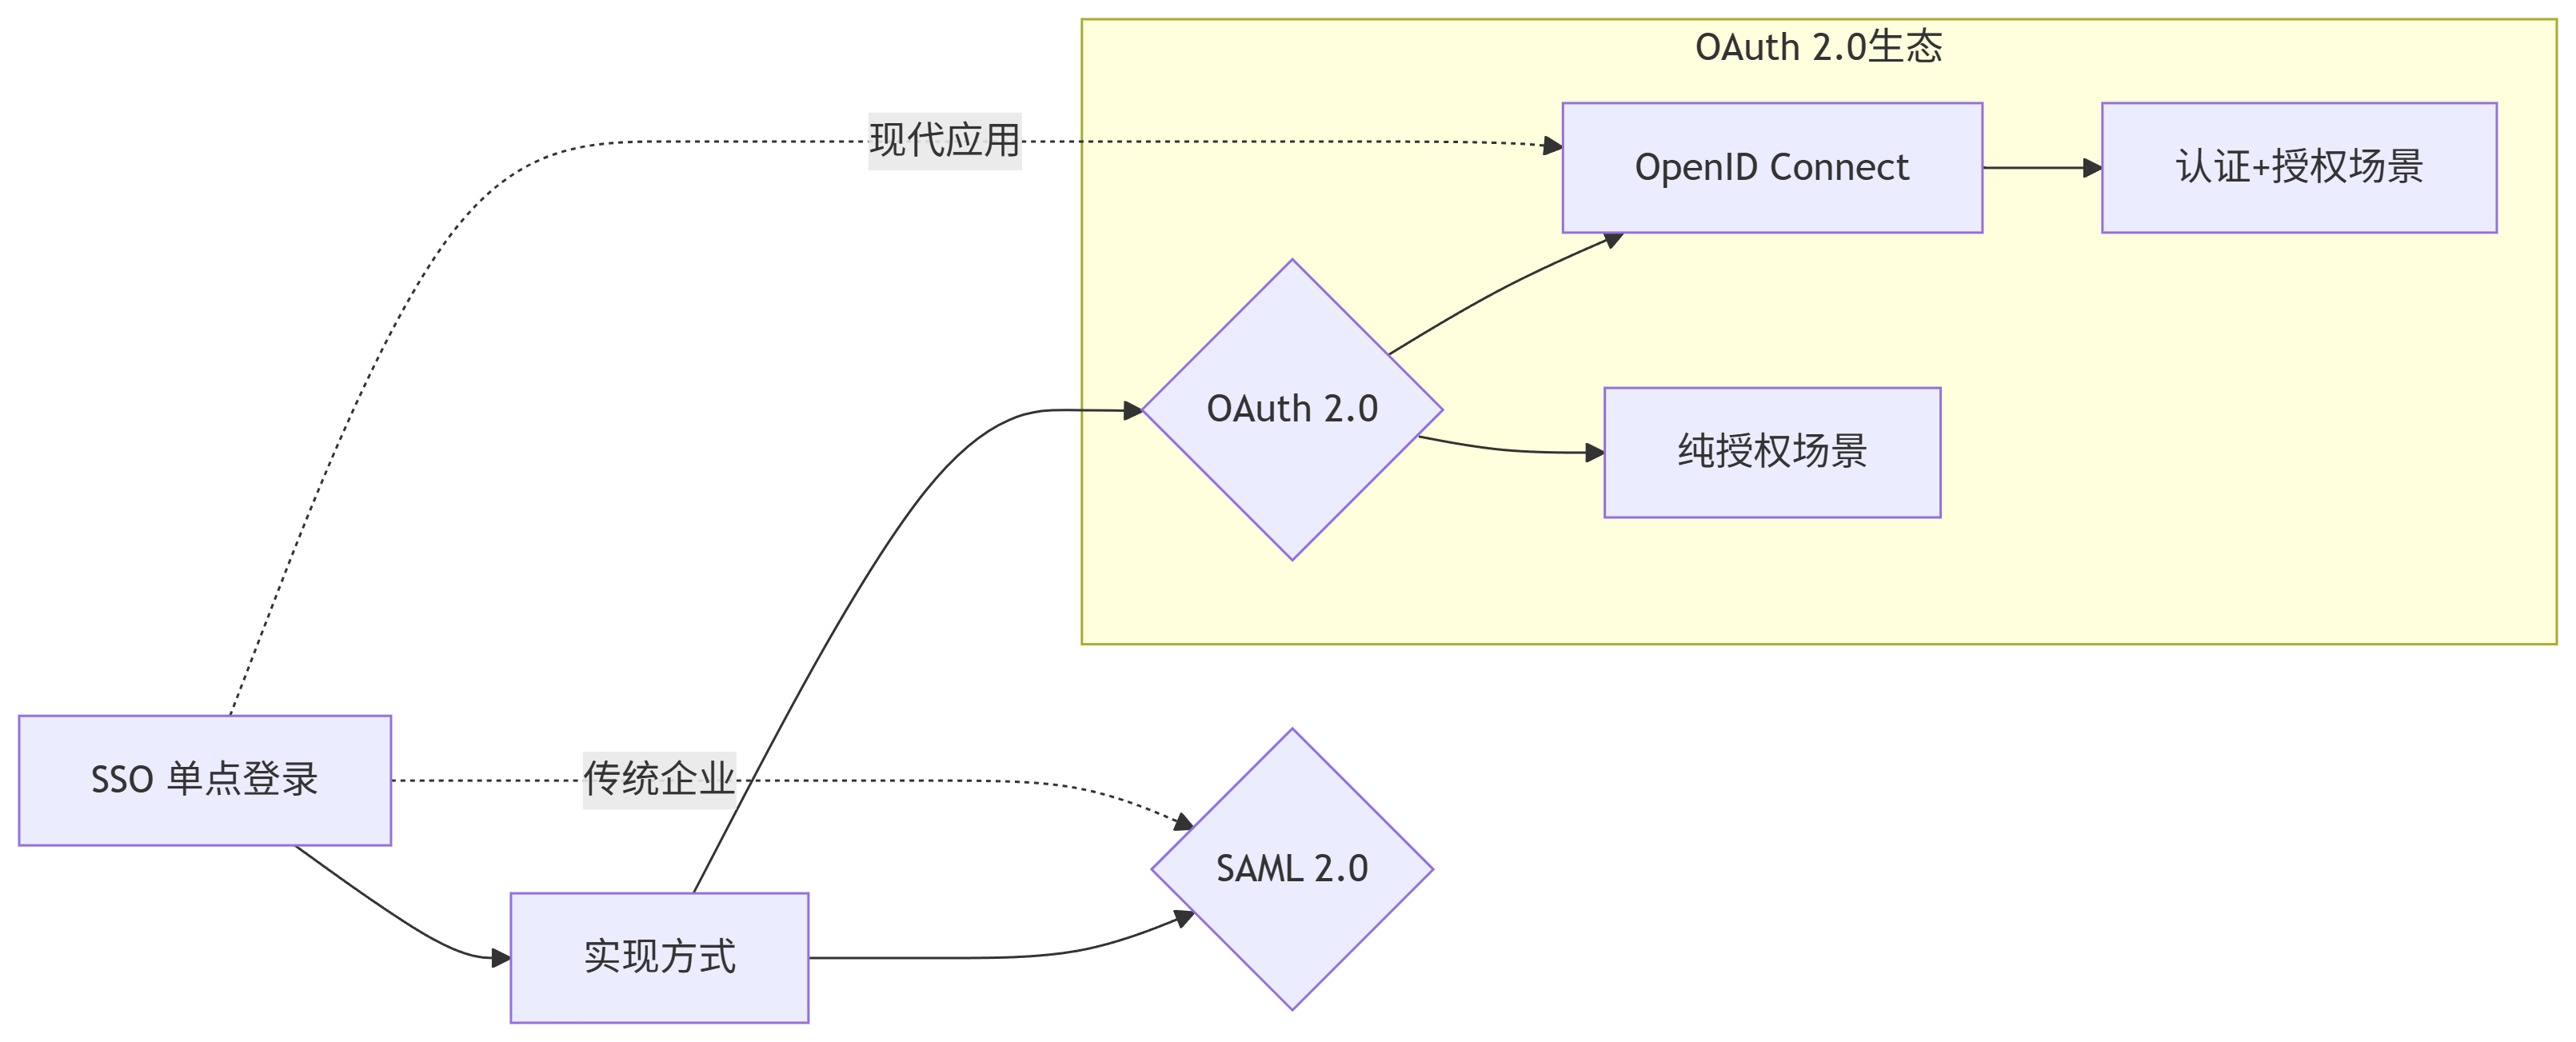 OAuth 2.0生态
现代应用
OpenID Connect
认证+授权场景
OAuth 2.0
纯授权场景
SSO 单点登录
传统企业
SAML 2.0
实现方式